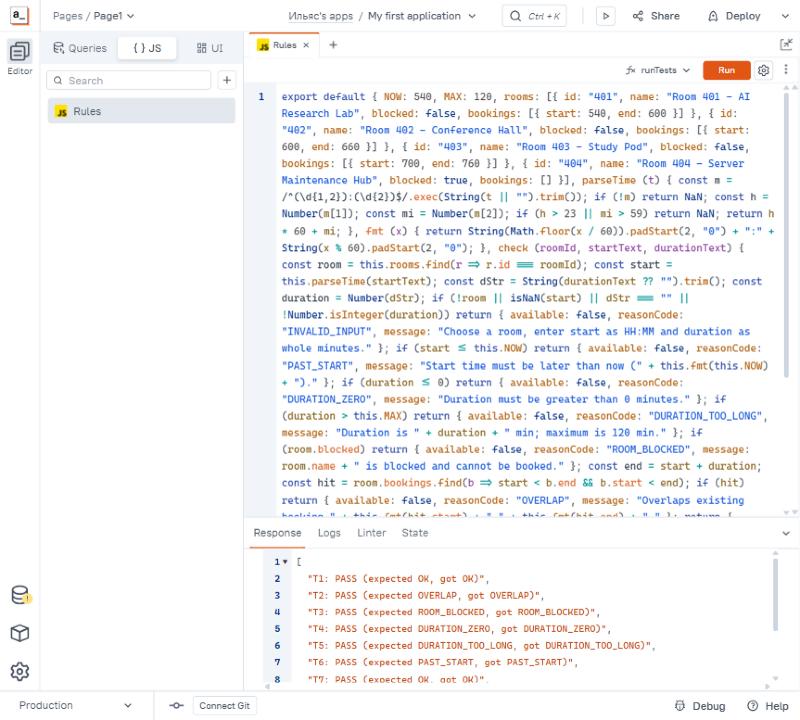 a_
Pages / Page1
Ильяс's apps / My first application
Ctrl + K
Share
Deploy
Editor
Queries
{ } JS
UI
Search
JS Rules
JS Rules
runTests
Run
1
export default { NOW: 540, MAX: 120, rooms: [{ id: "401", name: "Room 401 – AI
Research Lab", blocked: false, bookings: [{ start: 540, end: 600 }] }, { id:
"402", name: "Room 402 – Conference Hall", blocked: false, bookings: [{ start:
600, end: 660 }] }, { id: "403", name: "Room 403 – Study Pod", blocked: false,
bookings: [{ start: 700, end: 760 }] }, { id: "404", name: "Room 404 – Server
Maintenance Hub", blocked: true, bookings: [] }], parseTime (t) { const m =
/^(\d{1,2}):(\d{2})$/.exec(String(t || "").trim()); if (!m) return NaN; const h =
Number(m[1]); const mi = Number(m[2]); if (h > 23 || mi > 59) return NaN; return h
* 60 + mi; }, fmt (x) { return String(Math.floor(x / 60)).padStart(2, "0") + ":" +
String(x % 60).padStart(2, "0"); }, check (roomId, startText, durationText) {
const room = this.rooms.find(r => r.id === roomId); const start =
this.parseTime(startText); const dStr = String(durationText ?? "").trim(); const
duration = Number(dStr); if (!room || isNaN(start) || dStr === "" ||
!Number.isInteger(duration)) return { available: false, reasonCode:
"INVALID_INPUT", message: "Choose a room, enter start as HH:MM and duration as
whole minutes." }; if (start ≤ this.NOW) return { available: false, reasonCode:
"PAST_START", message: "Start time must be later than now (" + this.fmt(this.NOW)
+ ")." }; if (duration ≤ 0) return { available: false, reasonCode:
"DURATION_ZERO", message: "Duration must be greater than 0 minutes." }; if
(duration > this.MAX) return { available: false, reasonCode: "DURATION_TOO_LONG",
message: "Duration is " + duration + " min; maximum is 120 min." }; if
(room.blocked) return { available: false, reasonCode: "ROOM_BLOCKED", message:
room.name + " is blocked and cannot be booked." }; const end = start + duration;
const hit = room.bookings.find(b => start < b.end && b.start < end); if (hit)
return { available: false, reasonCode: "OVERLAP", message: "Overlaps existing
Response
Logs
Linter
State
1 [
2 "T1: PASS (expected OK, got OK)",
3 "T2: PASS (expected OVERLAP, got OVERLAP)",
4 "T3: PASS (expected ROOM_BLOCKED, got ROOM_BLOCKED)",
5 "T4: PASS (expected DURATION_ZERO, got DURATION_ZERO)",
6 "T5: PASS (expected DURATION_TOO_LONG, got DURATION_TOO_LONG)",
7 "T6: PASS (expected PAST_START, got PAST_START)",
8 "T7: PASS (expected OK, got OK)",
Production
Connect Git
Debug
Help